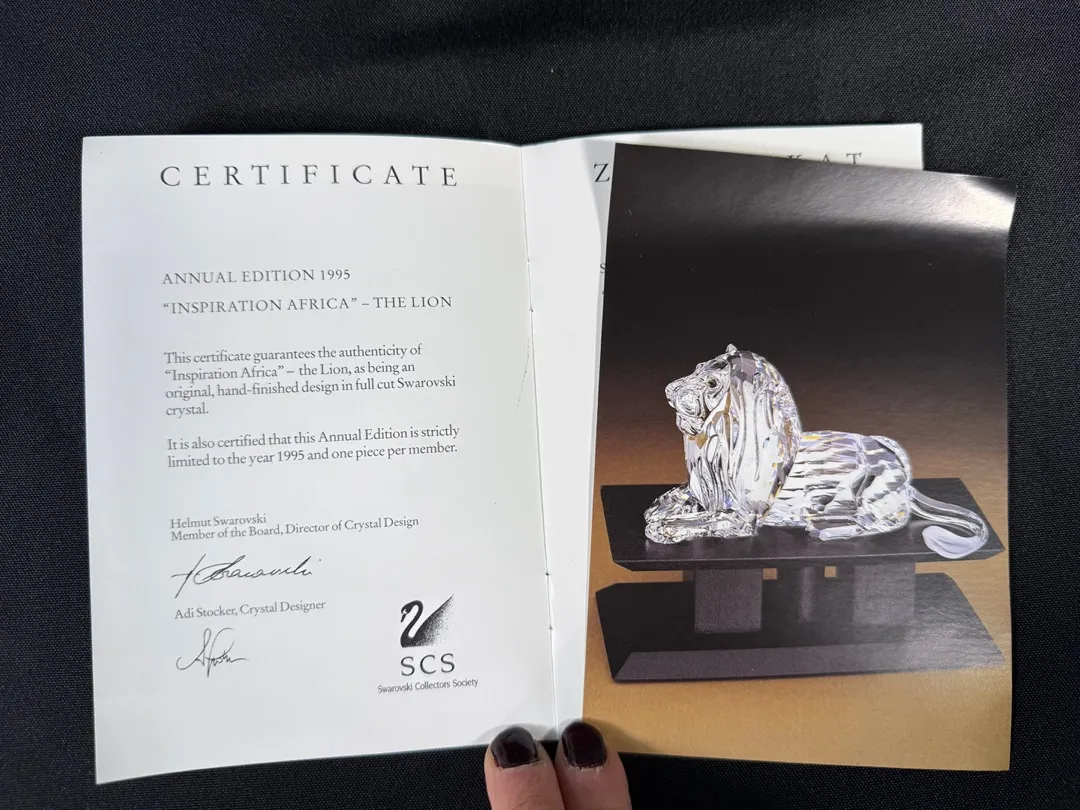 CERTIFICATE
ANNUAL EDITION 1995
“INSPIRATION AFRICA” – THE LION
This certificate guarantees the authenticity of
“Inspiration Africa” – the Lion, as being an
original, hand-finished design in full cut Swarovski
crystal.
It is also certified that this Annual Edition is strictly
limited to the year 1995 and one piece per member.
Helmut Swarovski
Member of the Board, Director of Crystal Design
Adi Stocker, Crystal Designer
SCS
Swarovski Collectors Society